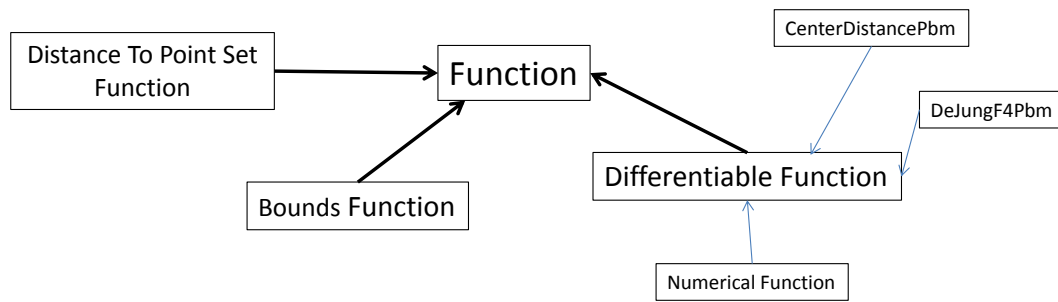 CenterDistancePbm
Distance To Point Set
Function
Function
DeJungF4Pbm
Differentiable Function
Bounds Function
Numerical Function